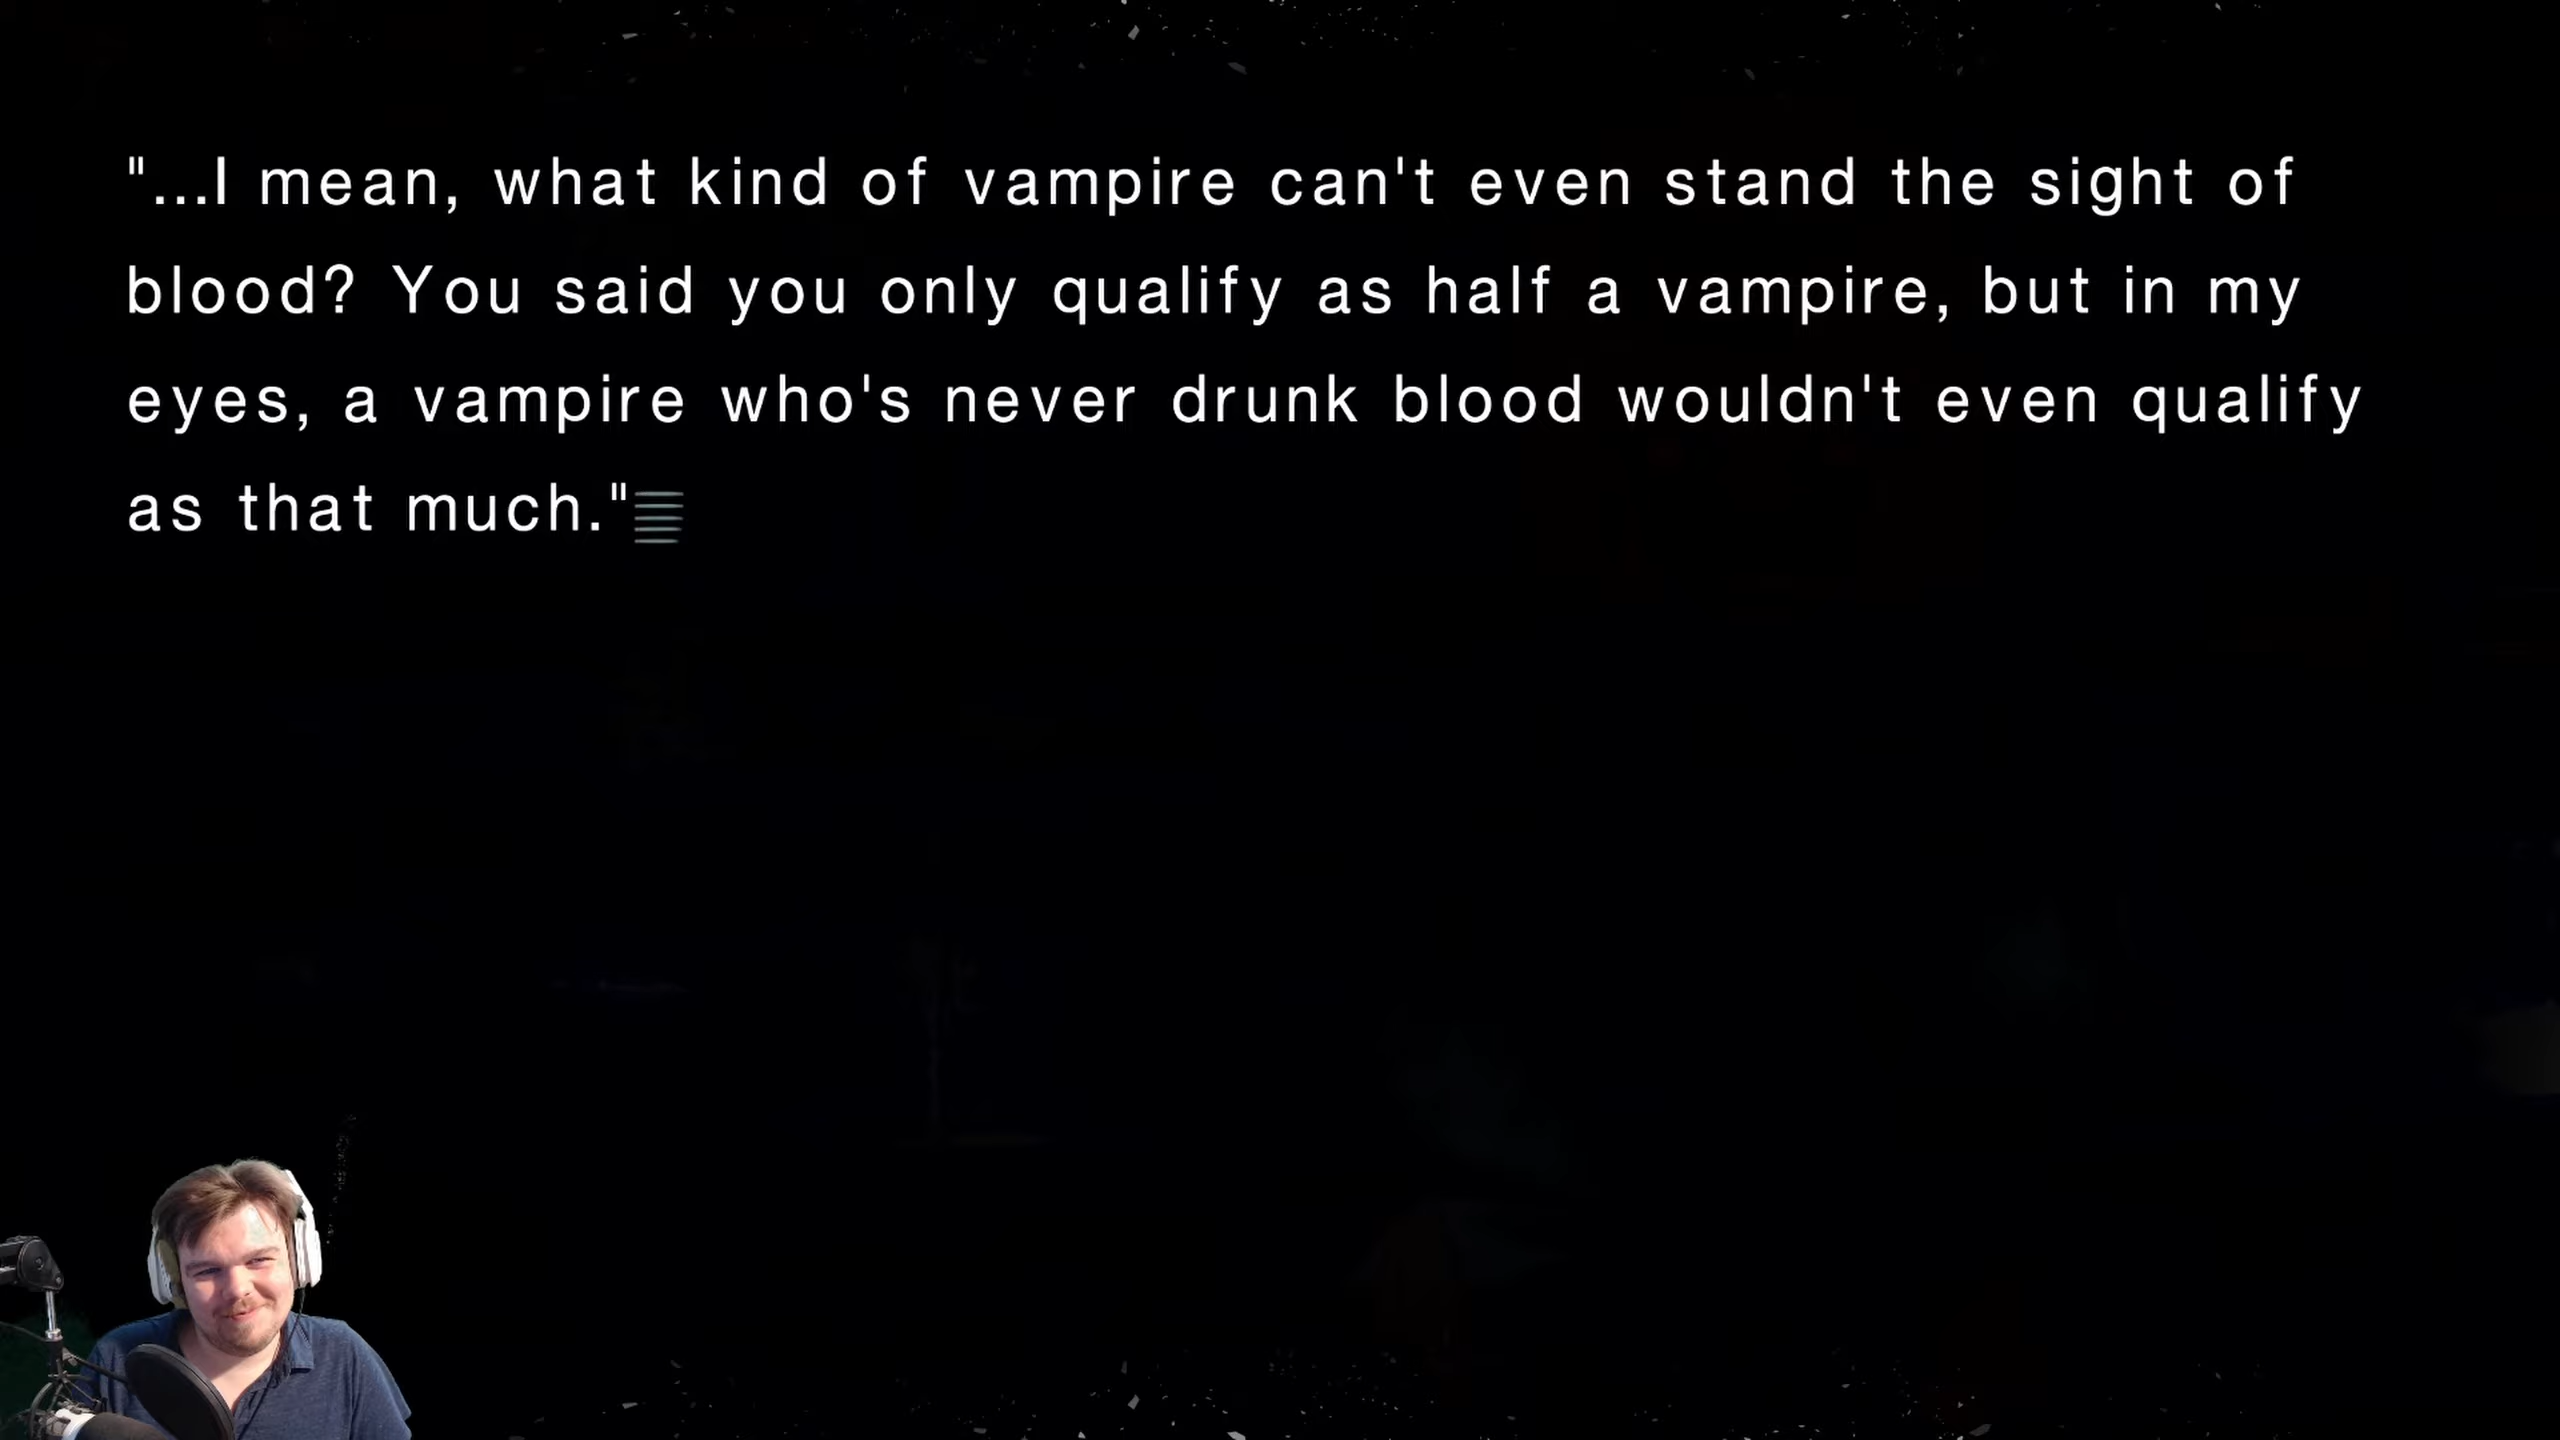 "...I mean, what kind of vampire can't even stand the sight of
blood? You said you only qualify as half a vampire, but in my
eyes, a vampire who's never drunk blood wouldn't even qualify
as that much."